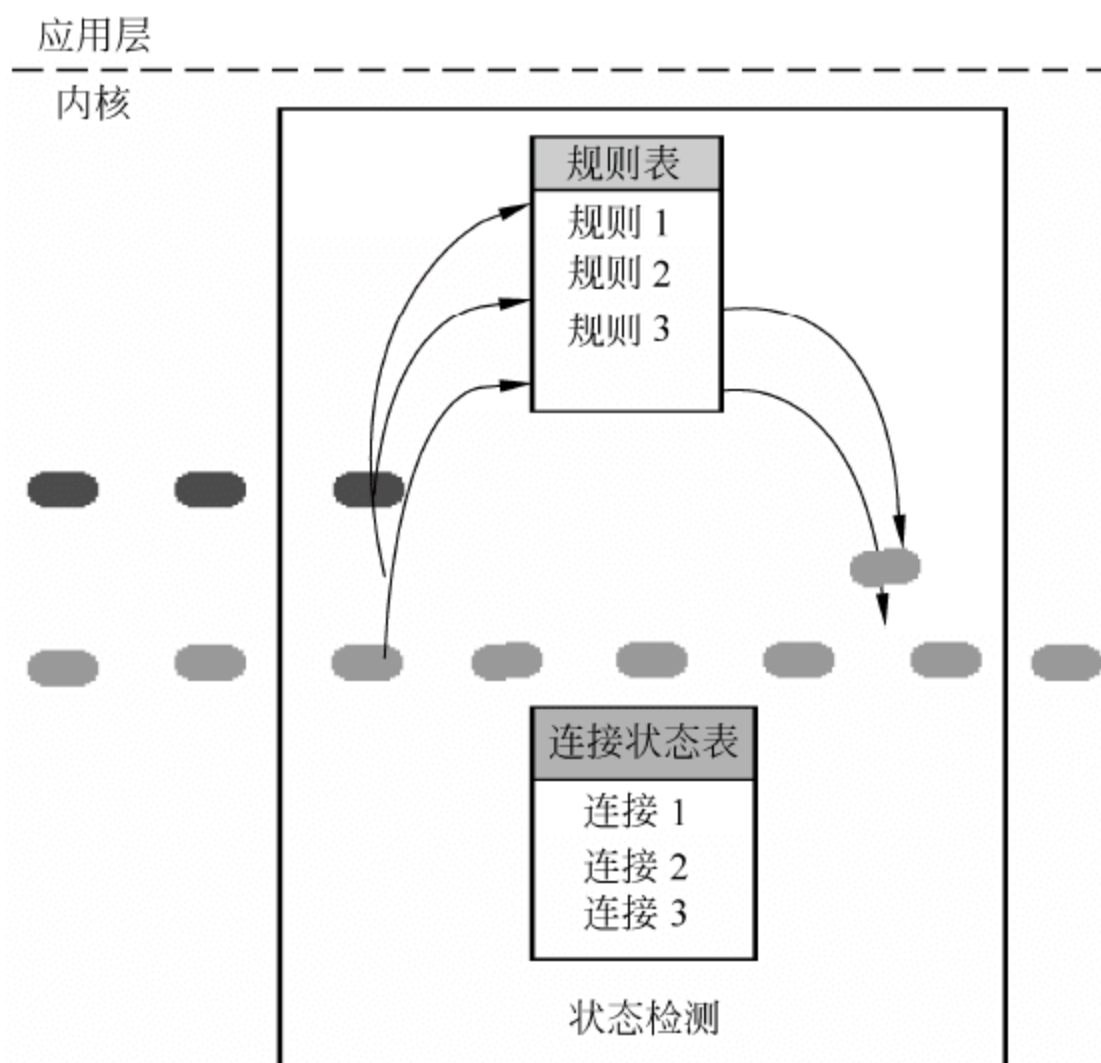 应用层
内核
规则表
规则 1
规则 2
规则 3
连接状态表
连接 1
连接 2
连接 3
状态检测